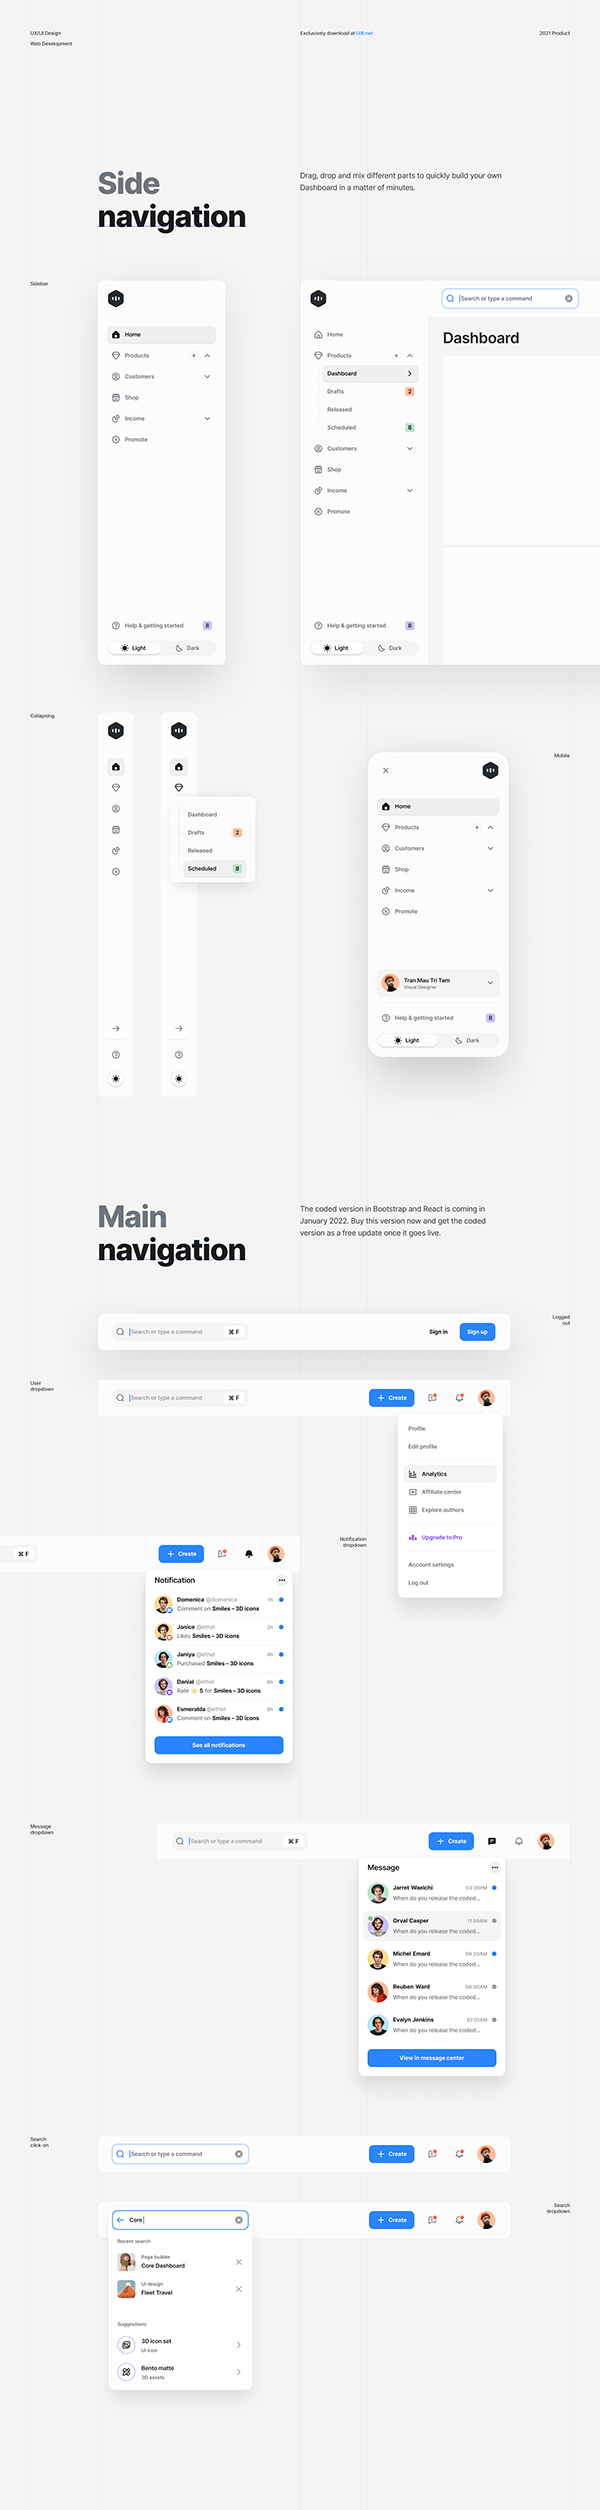 UX/UI Design
Web Development
Exclusively download at UI8.net
2021 Product
Side
navigation
Drag, drop and mix different parts to quickly build your own
Dashboard in a matter of minutes.
Sidebar
Home
Products
Customers
Shop
Income
Promote
Help & getting started 8
Light Dark
Search or type a command
Dashboard
Home
Products
Dashboard
Drafts 2
Released
Scheduled 8
Customers
Shop
Income
Promote
Help & getting started 8
Light Dark
Collapsing
Dashboard
Drafts 2
Released
Scheduled 8
Mobile
Home
Products
Customers
Shop
Income
Promote
Tran Mau Tri Tam
Visual Designer
Help & getting started 8
Light Dark
Main
navigation
The coded version in Bootstrap and React is coming in
January 2022. Buy this version now and get the coded
version as a free update once it goes live.
Logged
out
Search or type a command ⌘ F
Sign in Sign up
User
dropdown
Search or type a command ⌘ F
Create
Profile
Edit profile
Analytics
Affiliate center
Explore authors
Upgrade to Pro
Account settings
Log out
Notification
dropdown
⌘ F
Create
Notification
Domenica @domenica 1h
Comment on Smiles – 3D icons
Janice @ethel 2h
Likes Smiles – 3D icons
Janiya @ethel 4h
Purchased Smiles – 3D icons
Danial @ethel 6h
Rate 5 for Smiles – 3D icons
Esmeralda @ethel 8h
Comment on Smiles – 3D icons
See all notifications
Message
dropdown
Search or type a command ⌘ F
Create
Message
Jarret Waelchi 03:30PM
When do you release the coded...
Orval Casper 11:59AM
When do you release the coded...
Michel Emard 09:30AM
When do you release the coded...
Reuben Ward 08:00AM
When do you release the coded...
Evalyn Jenkins 07:01AM
When do you release the coded...
View in message center
Search
click-on
Search or type a command
Create
Search
dropdown
Core
Create
Recent search
Page builder
Core Dashboard
UI design
Fleet Travel
Suggestions
3D icon set
UI icon
Bento matte
3D assets